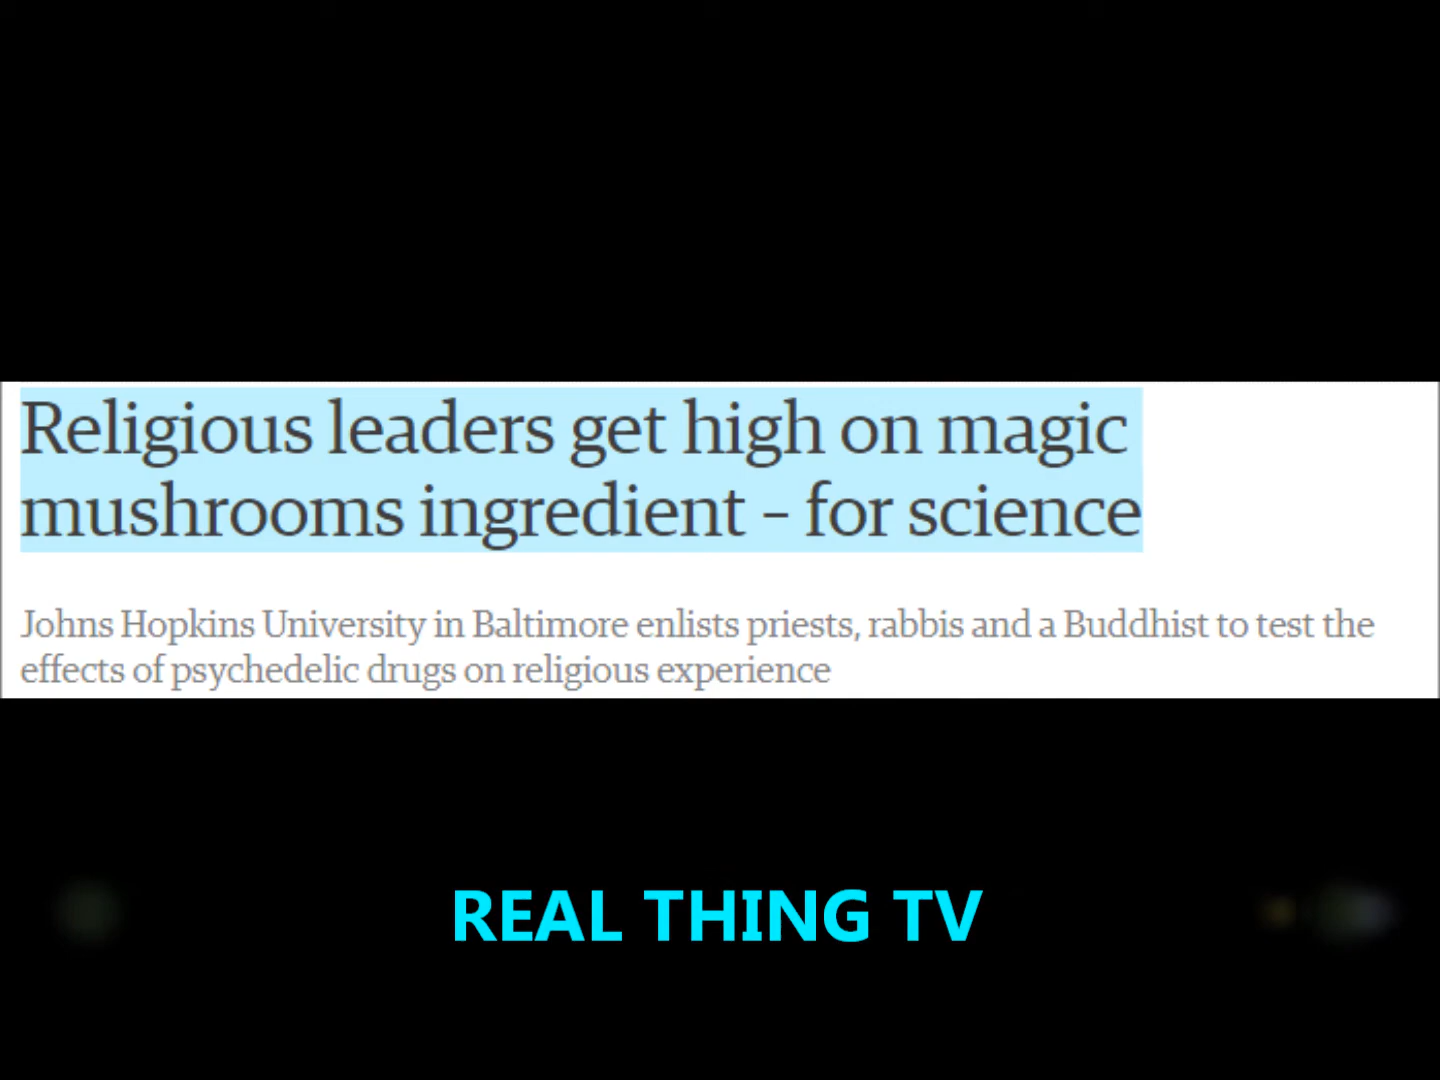 Religious leaders get high on magic
mushrooms ingredient – for science
Johns Hopkins University in Baltimore enlists priests, rabbis and a Buddhist to test the
effects of psychedelic drugs on religious experience
REAL THING TV